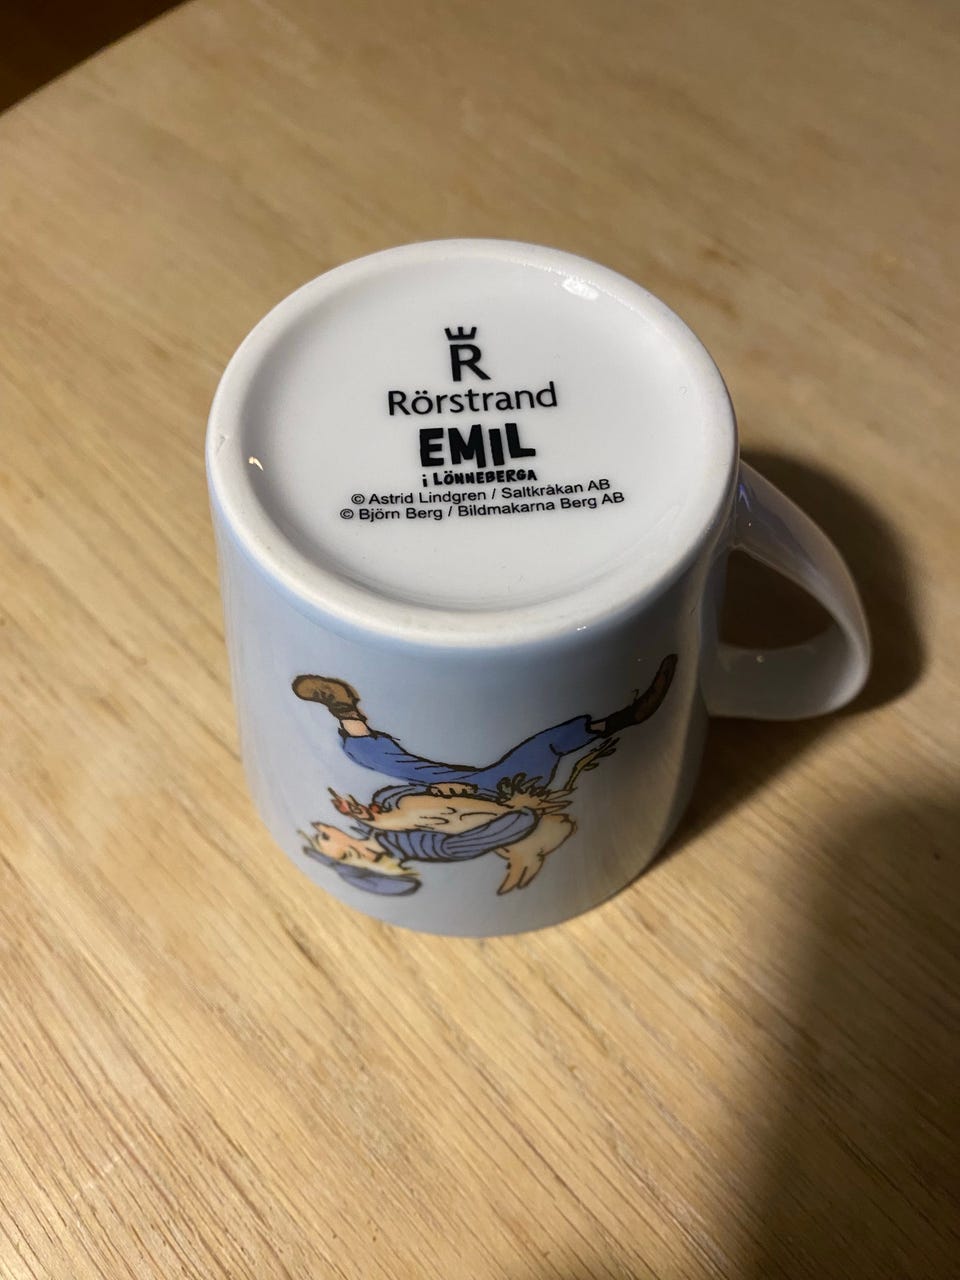 R
Rörstrand
EMIL
i LÖNNEBERGA
© Astrid Lindgren / Saltkråkan AB
© Björn Berg / Bildmakarna Berg AB